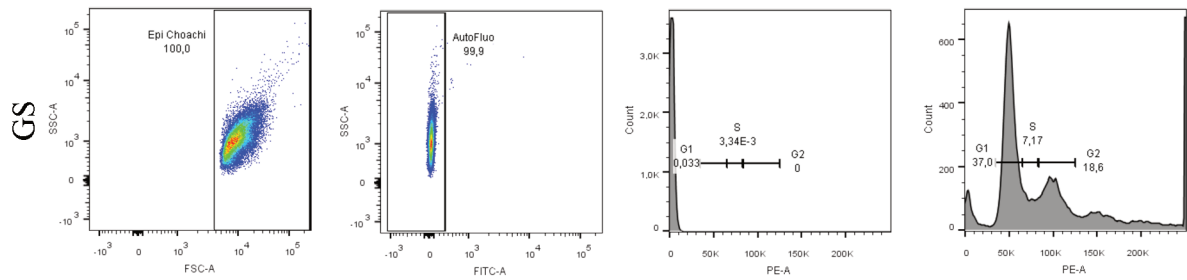 GS
SSC-A
10^5
10^4
10^3
0
-10^3
Epi Choachi
100,0
-10^3 0 10^3 10^4 10^5
FSC-A
SSC-A
10^5
10^4
10^3
0
-10^3
AutoFluo
99,9
-10^3 0 10^3 10^4 10^5
FITC-A
Count
3,0K
2,0K
1,0K
0
S
3,34E-3
G1
0,033
G2
0
0 50K 100K 150K 200K
PE-A
Count
600
400
200
0
S
7,17
G1
37,0
G2
18,6
0 50K 100K 150K 200K
PE-A